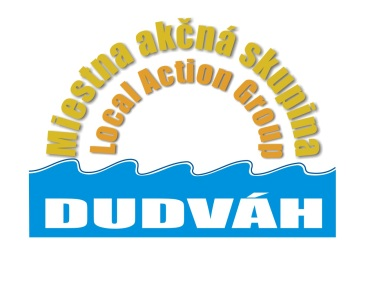 Miestna akčná skupina
Local Action Group
DUDVÁH